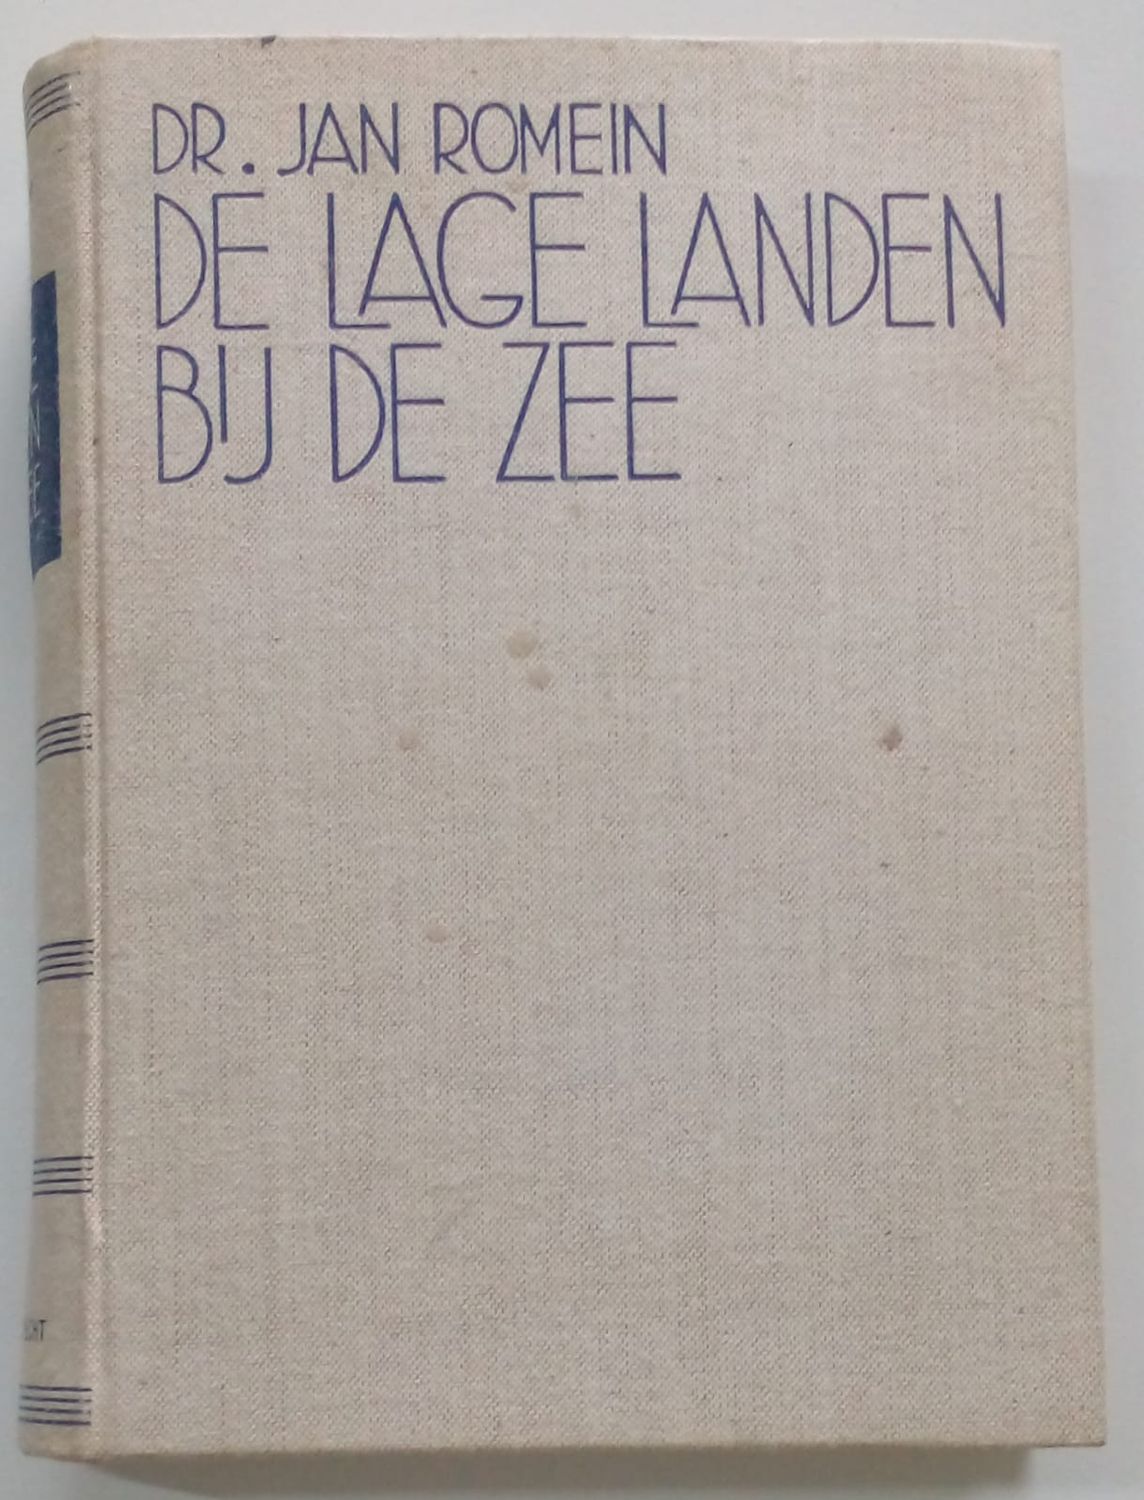 DR. JAN ROMEIN
DE LAGE LANDEN
BIJ DE ZEE